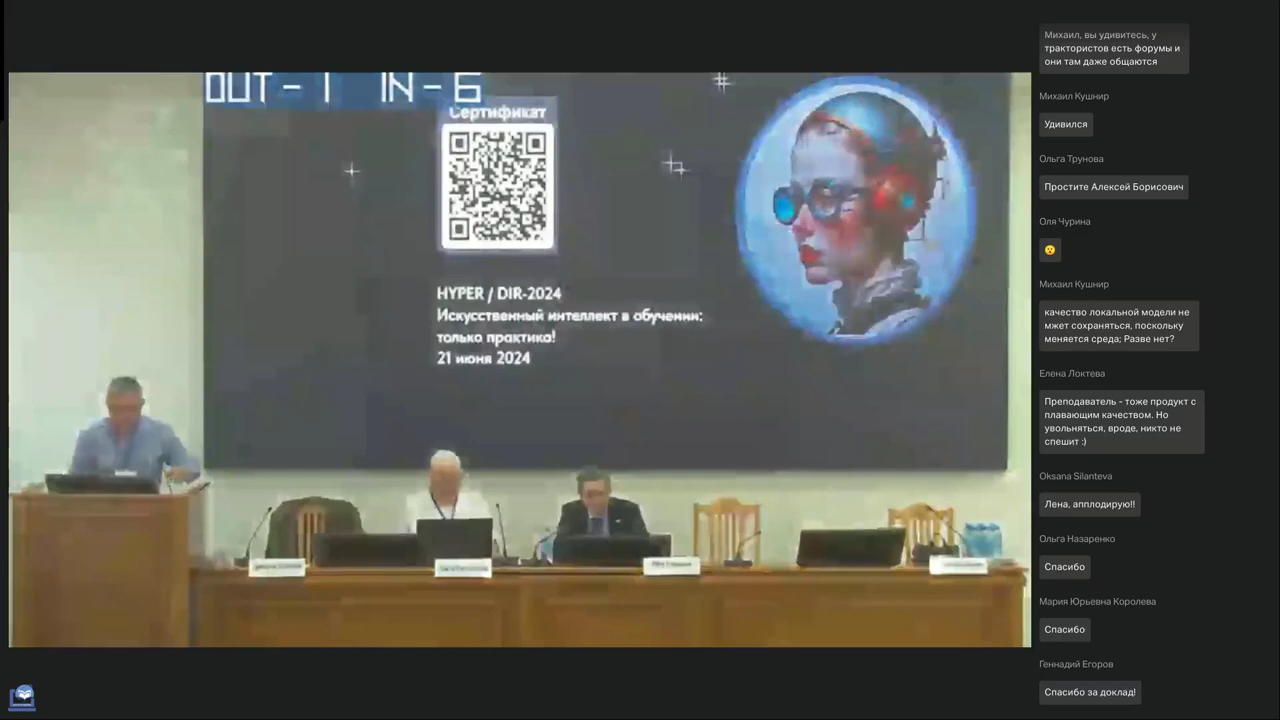 OUT - 1 IN - 6
Сертификат
HYPER / DIR-2024
Искусственный интеллект в обучении:
только практика!
21 июня 2024
Михаил, вы удивитесь, у
трактористов есть форумы и
они там даже общаются
Михаил Кушнир
Удивился
Ольга Трунова
Простите Алексей Борисович
Оля Чурина
Михаил Кушнир
качество локальной модели не
мжет сохраняться, поскольку
меняется среда; Разве нет?
Елена Локтева
Преподаватель - тоже продукт с
плавающим качеством. Но
увольняться, вроде, никто не
спешит :)
Oksana Silanteva
Лена, апплодирую!!
Ольга Назаренко
Спасибо
Мария Юрьевна Королева
Спасибо
Геннадий Егоров
Спасибо за доклад!